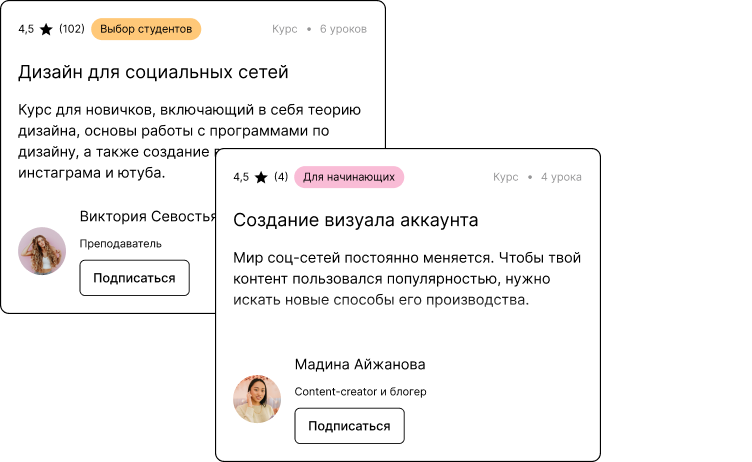 4,5 (102) Выбор студентов Курс • 6 уроков
Дизайн для социальных сетей
Курс для новичков, включающий в себя теорию
дизайна, основы работы с программами по
дизайну, а также создание
инстаграма и ютуба.
Виктория
Преподаватель
Подписаться
4,5 (4) Для начинающих Курс • 4 урока
Создание визуала аккаунта
Мир соц-сетей постоянно меняется. Чтобы твой
контент пользовался популярностью, нужно
искать новые способы его производства.
Мадина Айжанова
Content-creator и блогер
Подписаться